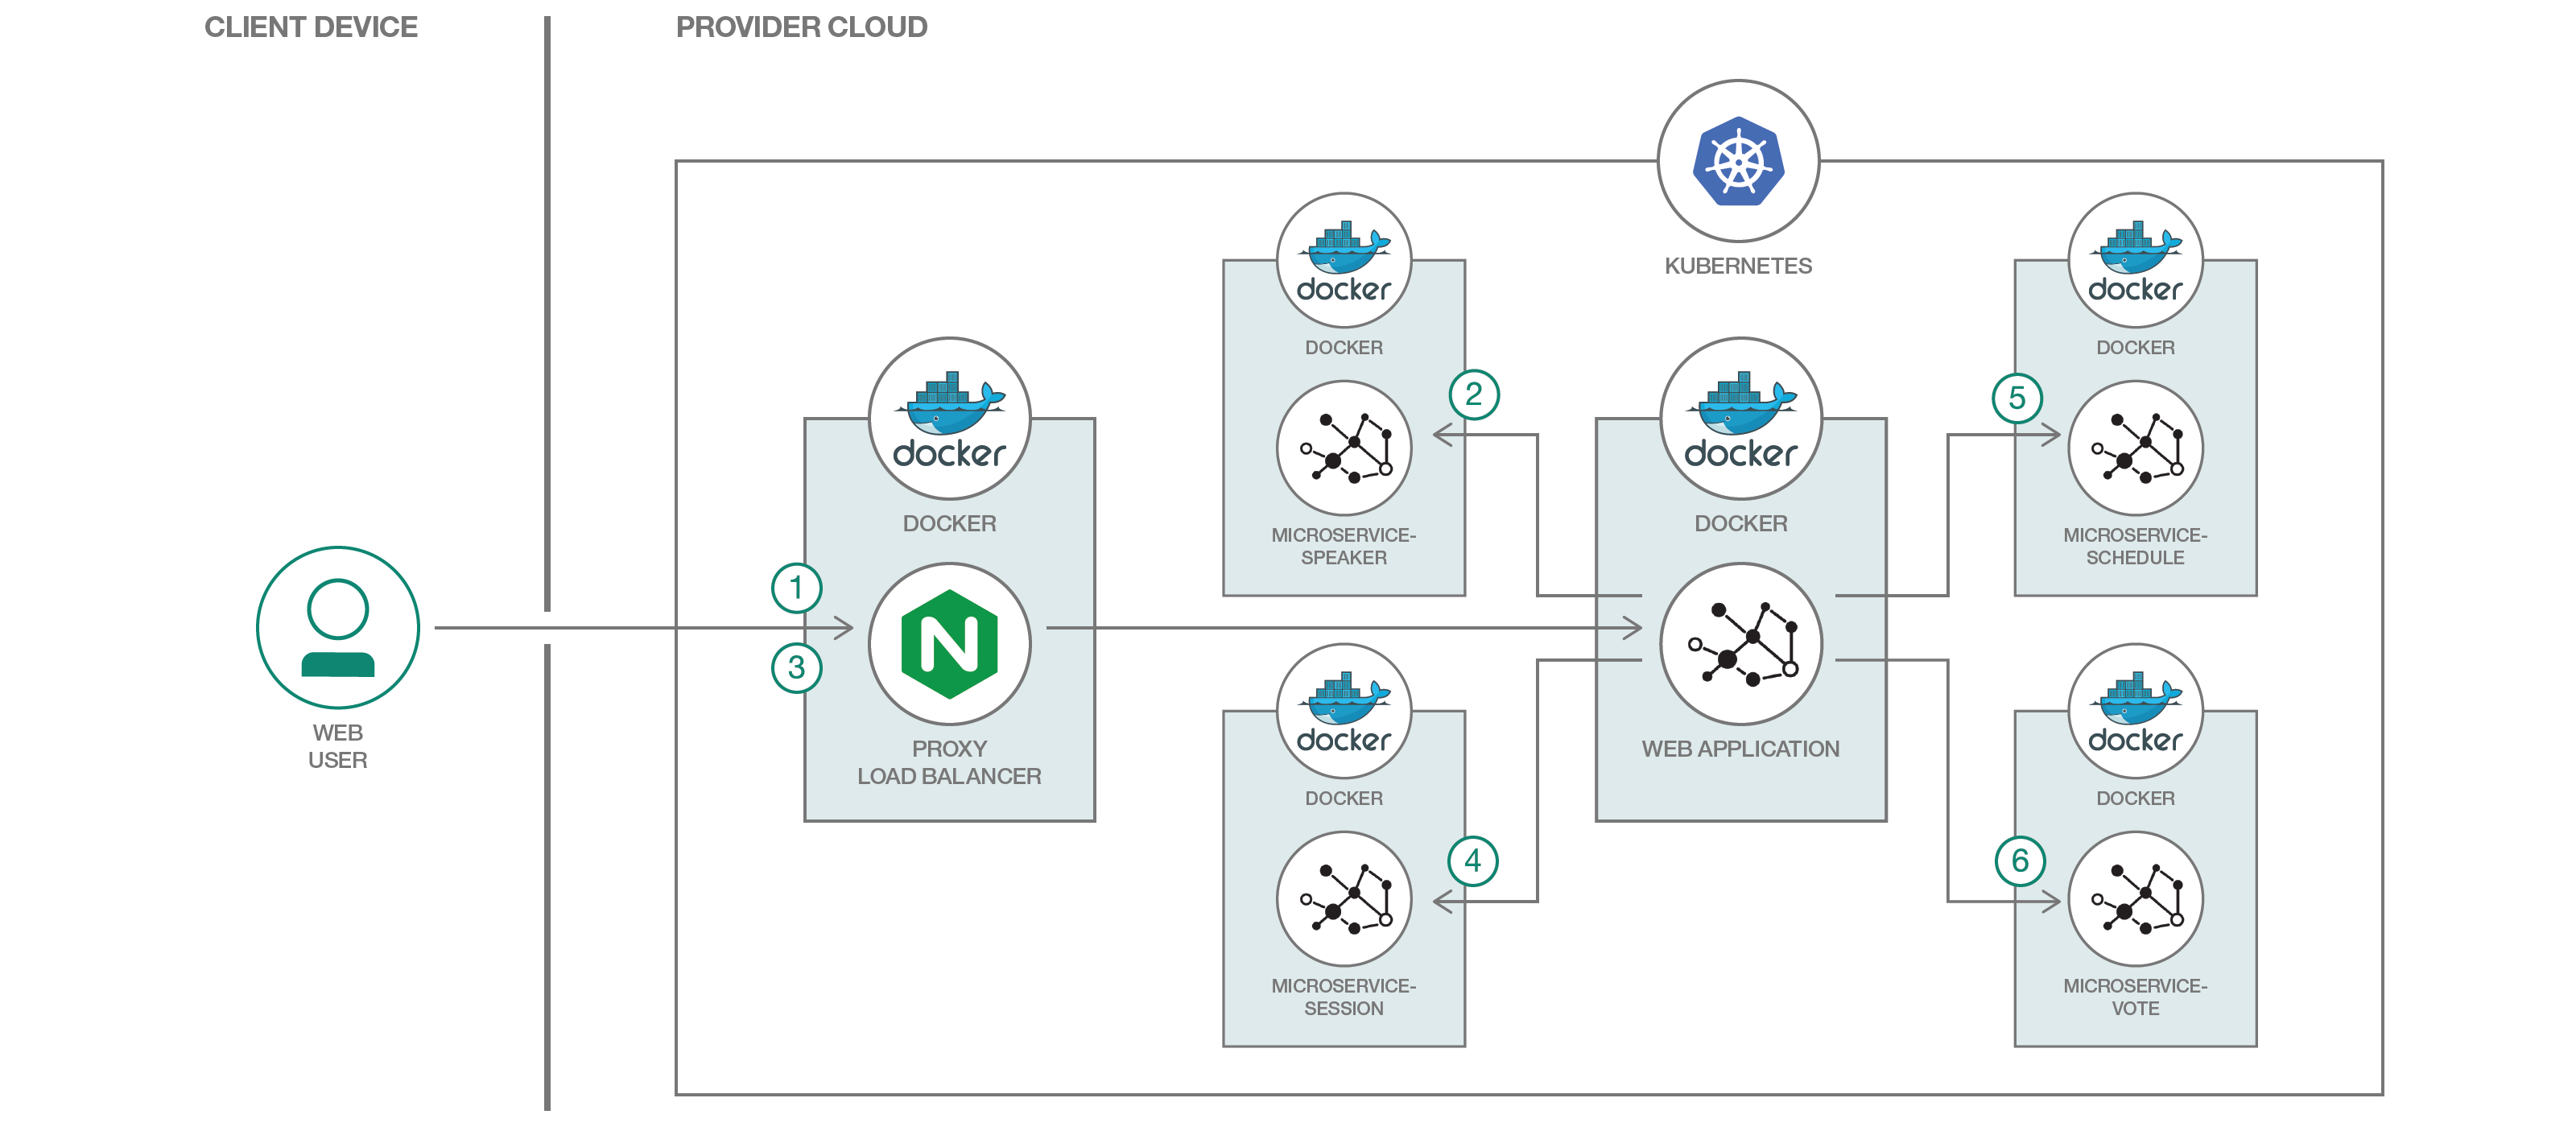 CLIENT DEVICE
PROVIDER CLOUD
KUBERNETES
WEB
USER
1
3
docker
DOCKER
N
PROXY
LOAD BALANCER
docker
DOCKER
2
MICROSERVICE-
SPEAKER
docker
DOCKER
4
MICROSERVICE-
SESSION
docker
DOCKER
WEB APPLICATION
docker
DOCKER
5
MICROSERVICE-
SCHEDULE
docker
DOCKER
6
MICROSERVICE-
VOTE